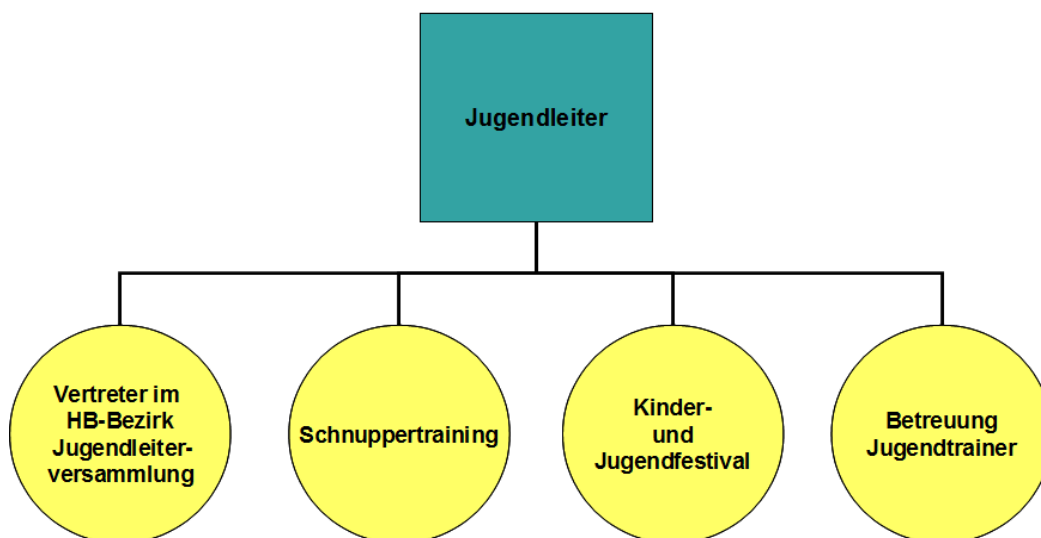 Jugendleiter
Vertreter im
HB-Bezirk
Jugendleiter-
versammlung
Schnuppertraining
Kinder-
und
Jugendfestival
Betreuung
Jugendtrainer